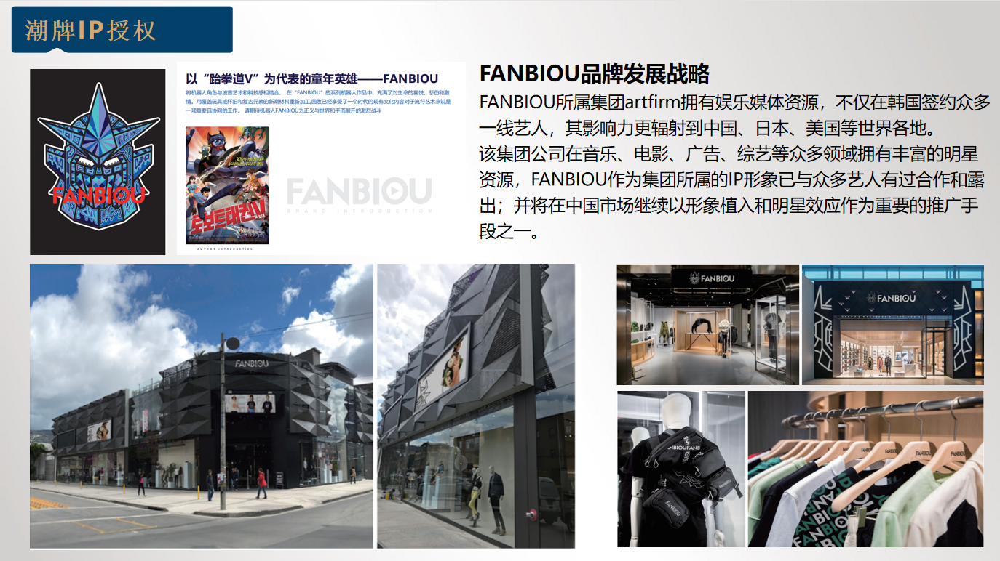 潮牌IP授权
FANBIOU
以“跆拳道V”为代表的童年英雄——FANBIOU
将机器人角色与波普艺术和科技感相结合， 在“FANBIOU”的系列机器人作品中，充满了对生命的喜悦，悲伤和激
情。用覆盖玩具或怀旧和复古元素的新潮材料重新加工,回收已经享受了一个时代的现有文化内容对于流行艺术来说是
一项重要且协同的工作。 请期待机器人FANBIOU为正义与世界和平而展开的激烈战斗
로보트태권V
AUTHOR INTRODUCTION
FANBIOU
BRAND INTRODUCTION
FANBIOU品牌发展战略
FANBIOU所属集团artfirm拥有娱乐媒体资源，不仅在韩国签约众多
一线艺人，其影响力更辐射到中国、日本、美国等世界各地。
该集团公司在音乐、电影、广告、综艺等众多领域拥有丰富的明星
资源，FANBIOU作为集团所属的IP形象已与众多艺人有过合作和露
出；并将在中国市场继续以形象植入和明星效应作为重要的推广手
段之一。
FANBIOU
FANBIOU
FANBIOU
FANBIOUFANB
FANBIOU
FANBIOU
FANBIOU
FANBIOU
FANBIOU
FANBIOU